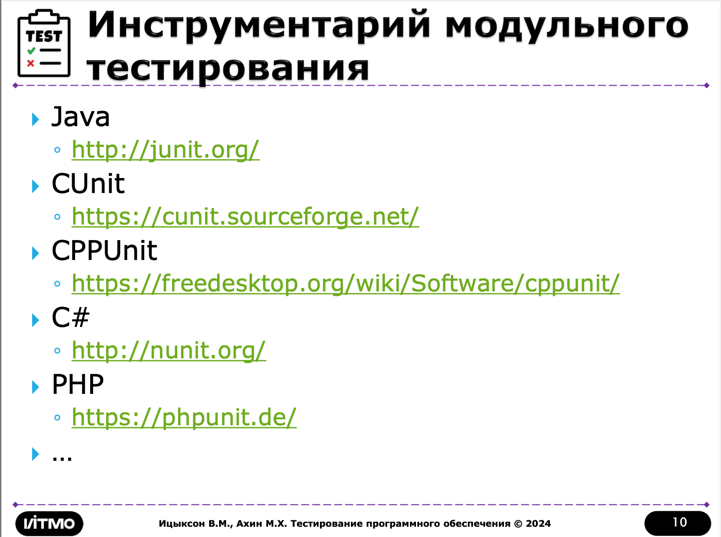 TEST
Инструментарий модульного
тестирования
Java
http://junit.org/
CUnit
https://cunit.sourceforge.net/
CPPUnit
https://freedesktop.org/wiki/Software/cppunit/
C#
http://nunit.org/
PHP
https://phpunit.de/
...
ИTMO
Ицыксон В.М., Ахин М.Х. Тестирование программного обеспечения © 2024
10